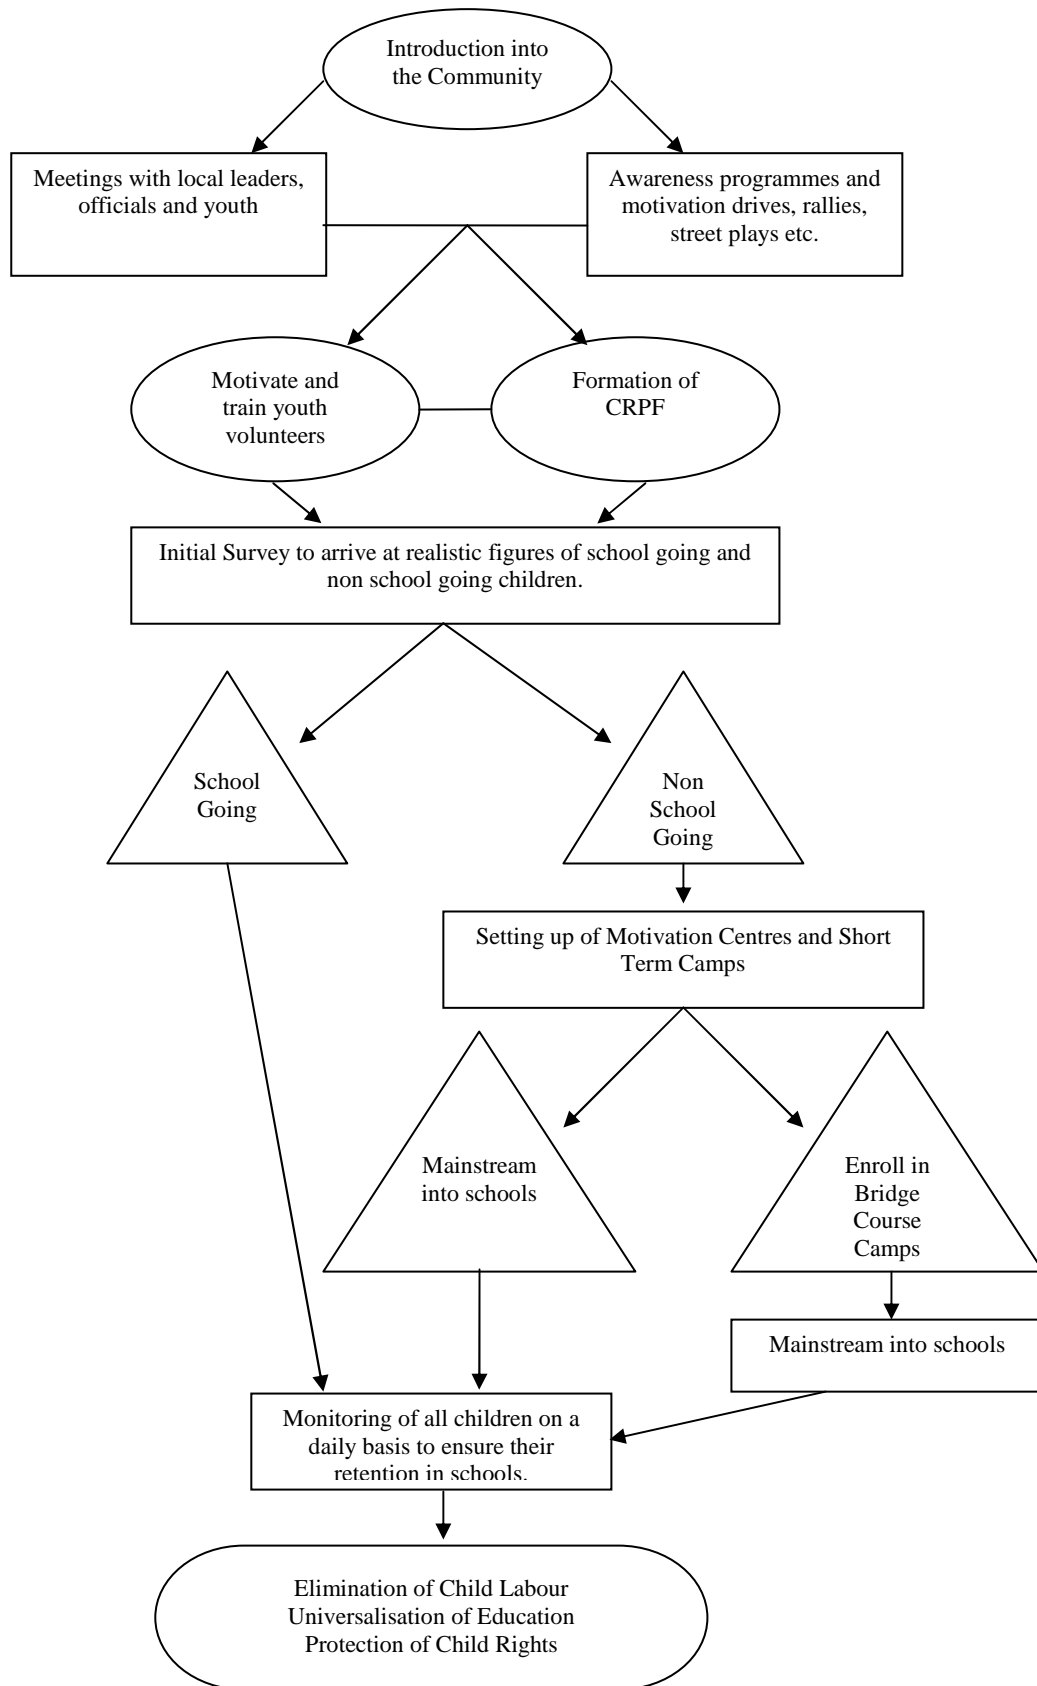 Introduction into
the Community
Meetings with local leaders,
officials and youth
Awareness programmes and
motivation drives, rallies,
street plays etc.
Motivate and
train youth
volunteers
Formation of
CRPF
Initial Survey to arrive at realistic figures of school going and
non school going children.
School
Going
Non
School
Going
Setting up of Motivation Centres and Short
Term Camps
Mainstream
into schools
Enroll in
Bridge
Course
Camps
Mainstream into schools
Monitoring of all children on a
daily basis to ensure their
retention in schools.
Elimination of Child Labour
Universalisation of Education
Protection of Child Rights